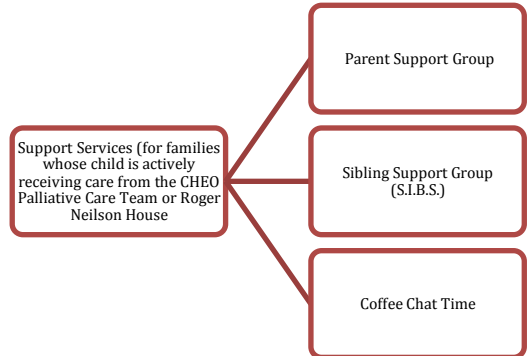 Parent Support Group
Support Services (for families
whose child is actively
receiving care from the CHEO
Palliative Care Team or Roger
Neilson House
Sibling Support Group
(S.I.B.S.)
Coffee Chat Time